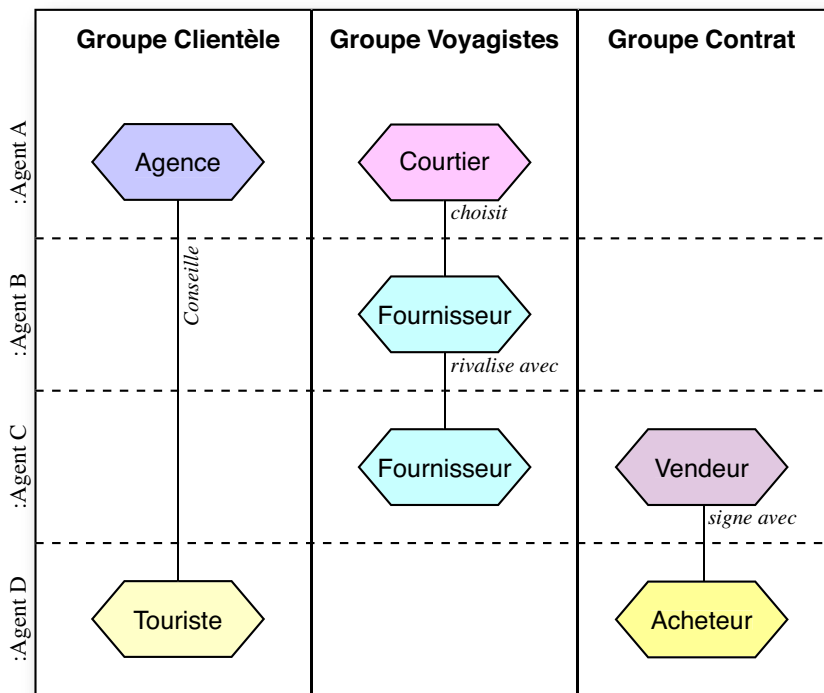 Groupe Clientèle
Groupe Voyagistes
Groupe Contrat
:Agent A
Agence
Courtier
choisit
:Agent B
Conseille
Fournisseur
rivalise avec
:Agent C
Fournisseur
Vendeur
signe avec
:Agent D
Touriste
Acheteur